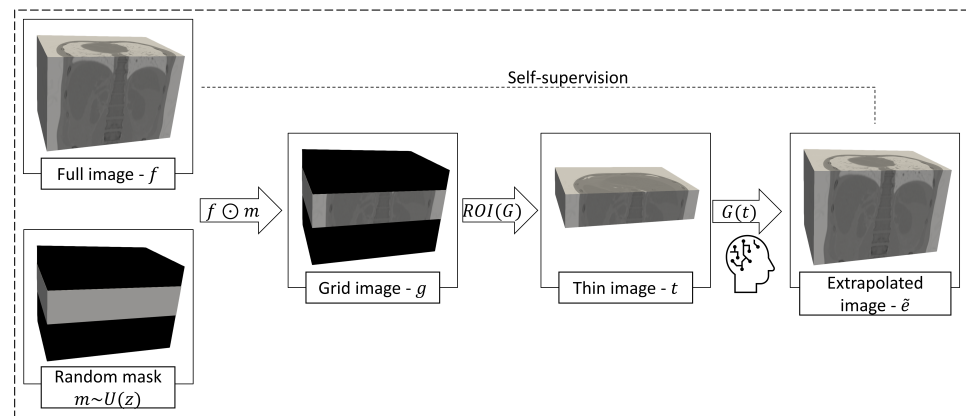 Self-supervision
Full image - 𝑓
𝑓 ⊙ 𝑚
𝑅𝑂𝐼(𝐺)
𝐺(𝑡)
Grid image - 𝑔
Thin image - 𝑡
Extrapolated
image - 𝑒̃
Random mask
𝑚~𝑈(𝑧)